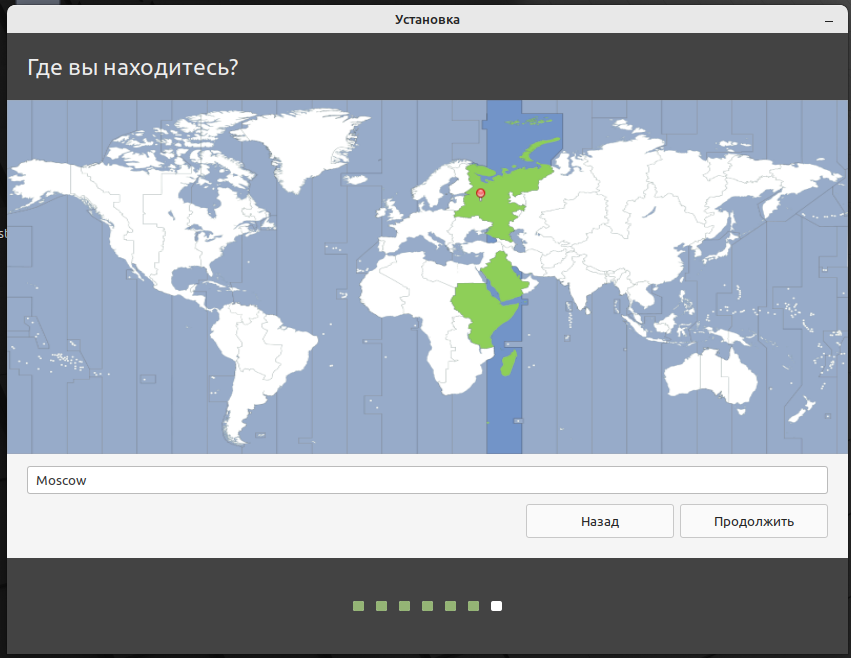 Установка
Где вы находитесь?
Moscow
Назад
Продолжить